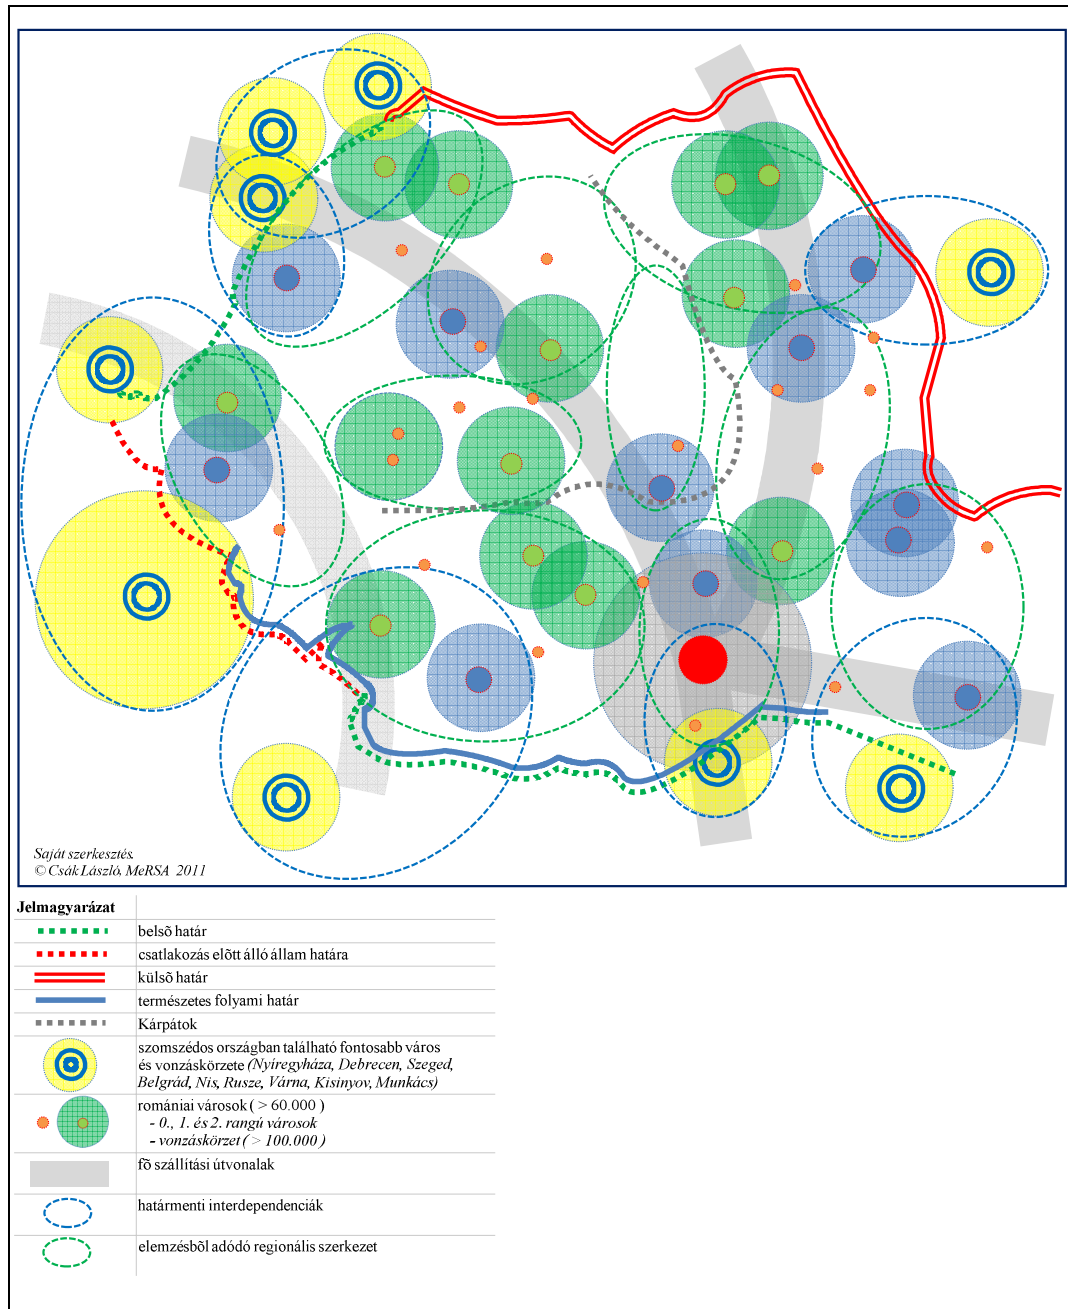 Saját szerkesztés.
© Csák László, MeRSA 2011
Jelmagyarázat
belsõ határ
csatlakozás elõtt álló állam határa
külsõ határ
természetes folyami határ
Kárpátok
szomszédos országban található fontosabb város
és vonzáskörzete (Nyíregyháza, Debrecen, Szeged,
Belgrád, Nis, Rusze, Várna, Kisinyov, Munkács)
romániai városok ( > 60.000 )
- 0., 1. és 2. rangú városok
- vonzáskörzet ( > 100.000 )
fõ szállítási útvonalak
határmenti interdependenciák
elemzésbõl adódó regionális szerkezet